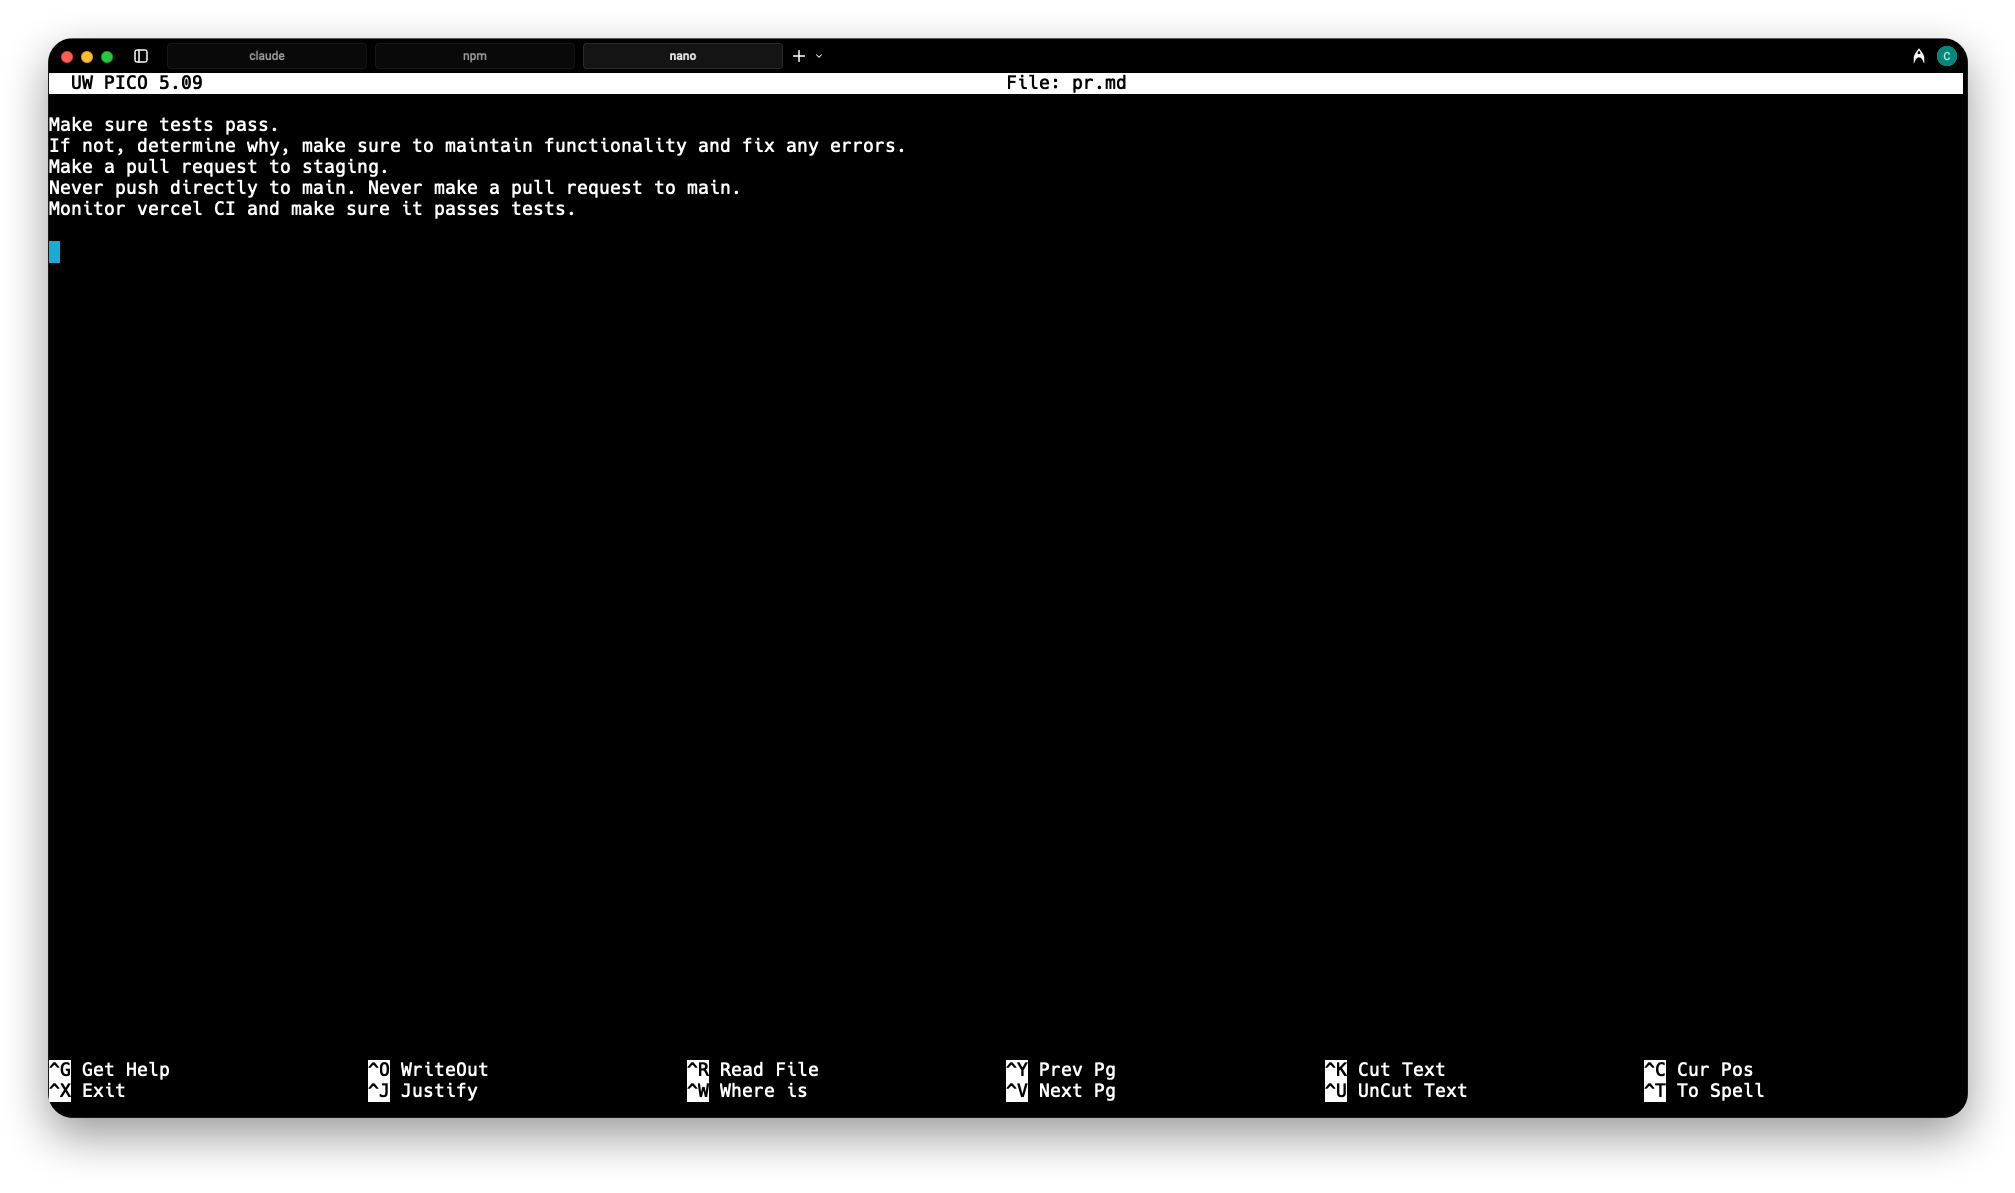 claude npm nano
UW PICO 5.09 File: pr.md
Make sure tests pass.
If not, determine why, make sure to maintain functionality and fix any errors.
Make a pull request to staging.
Never push directly to main. Never make a pull request to main.
Monitor vercel CI and make sure it passes tests.
^G Get Help ^O WriteOut ^R Read File ^Y Prev Pg ^K Cut Text ^C Cur Pos
^X Exit ^J Justify ^W Where is ^V Next Pg ^U UnCut Text ^T To Spell